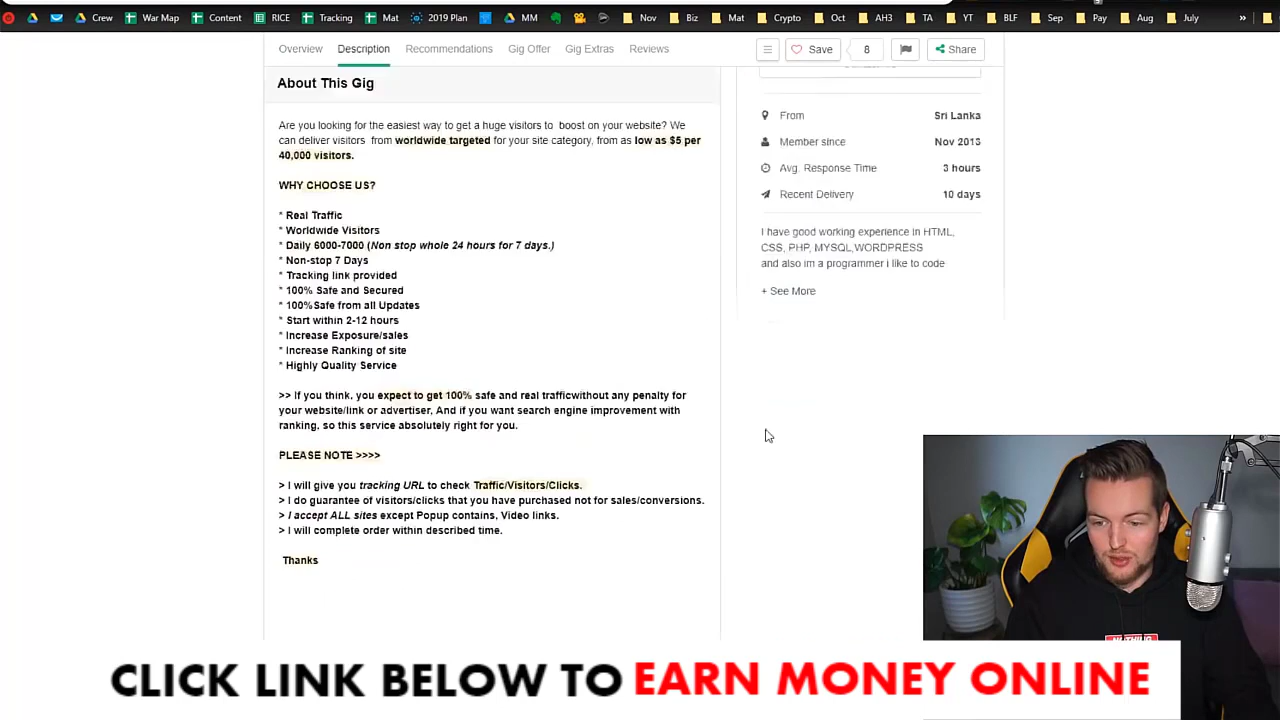 Crew War Map Content RICE Tracking Mat 2019 Plan MM Nov Biz Mat Crypto Oct AH3 TA YT BLF Sep Pay Aug July »
Overview Description Recommendations Gig Offer Gig Extras Reviews Save 8 Share
About This Gig
Are you looking for the easiest way to get a huge visitors to boost on your website? We
can deliver visitors from worldwide targeted for your site category, from as low as $5 per
40,000 visitors.
WHY CHOOSE US?
* Real Traffic
* Worldwide Visitors
* Daily 6000-7000 (Non stop whole 24 hours for 7 days.)
* Non-stop 7 Days
* Tracking link provided
* 100% Safe and Secured
* 100%Safe from all Updates
* Start within 2-12 hours
* Increase Exposure/sales
* Increase Ranking of site
* Highly Quality Service
>> If you think, you expect to get 100% safe and real trafficwithout any penalty for
your website/link or advertiser, And if you want search engine improvement with
ranking, so this service absolutely right for you.
PLEASE NOTE >>>>
> I will give you tracking URL to check Traffic/Visitors/Clicks.
> I do guarantee of visitors/clicks that you have purchased not for sales/conversions.
> I accept ALL sites except Popup contains, Video links.
> I will complete order within described time.
Thanks
From Sri Lanka
Member since Nov 2013
Avg. Response Time 3 hours
Recent Delivery 10 days
I have good working experience in HTML,
CSS, PHP, MYSQL,WORDPRESS
and also im a programmer i like to code
+ See More
CLICK LINK BELOW TO EARN MONEY ONLINE